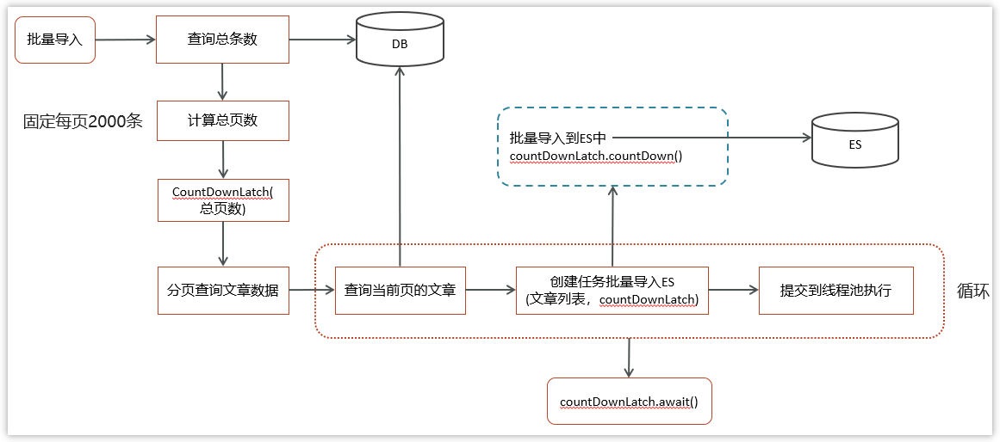 批量导入
查询总条数
DB
固定每页2000条
计算总页数
批量导入到ES中
countDownLatch.countDown()
ES
CountDownLatch(
总页数)
分页查询文章数据
查询当前页的文章
创建任务批量导入ES
(文章列表，countDownLatch)
提交到线程池执行
循环
countDownLatch.await()